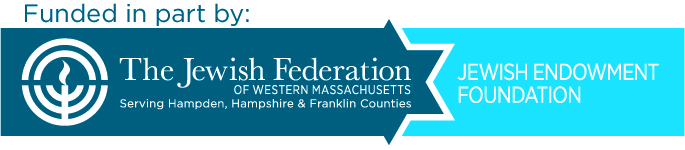 Funded in part by:
The Jewish Federation
OF WESTERN MASSACHUSETTS
Serving Hampden, Hampshire & Franklin Counties
JEWISH ENDOWMENT
FOUNDATION